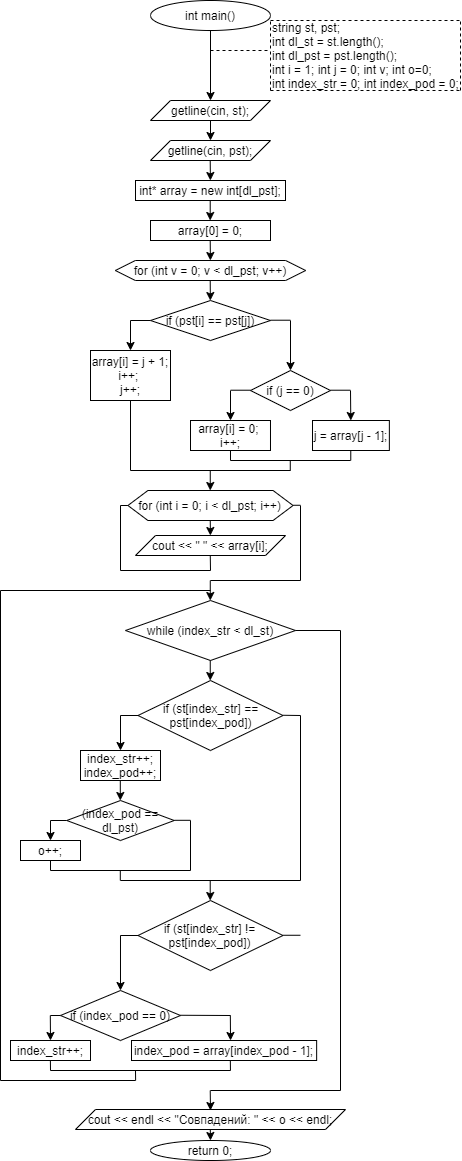 int main()
string st, pst;
int dl_st = st.length();
int dl_pst = pst.length();
int i = 1; int j = 0; int v; int o=0;
int index_str = 0; int index_pod = 0;
getline(cin, st);
getline(cin, pst);
int* array = new int[dl_pst];
array[0] = 0;
for (int v = 0; v < dl_pst; v++)
if (pst[i] == pst[j])
array[i] = j + 1;
i++;
j++;
if (j == 0)
array[i] = 0;
i++;
j = array[j - 1];
for (int i = 0; i < dl_pst; i++)
cout << " " << array[i];
while (index_str < dl_st)
if (st[index_str] ==
pst[index_pod])
index_str++;
index_pod++;
(index_pod ==
dl_pst)
o++;
if (st[index_str] !=
pst[index_pod])
if (index_pod == 0)
index_str++;
index_pod = array[index_pod - 1];
cout << endl << "Совпадений: " << o << endl;
return 0;